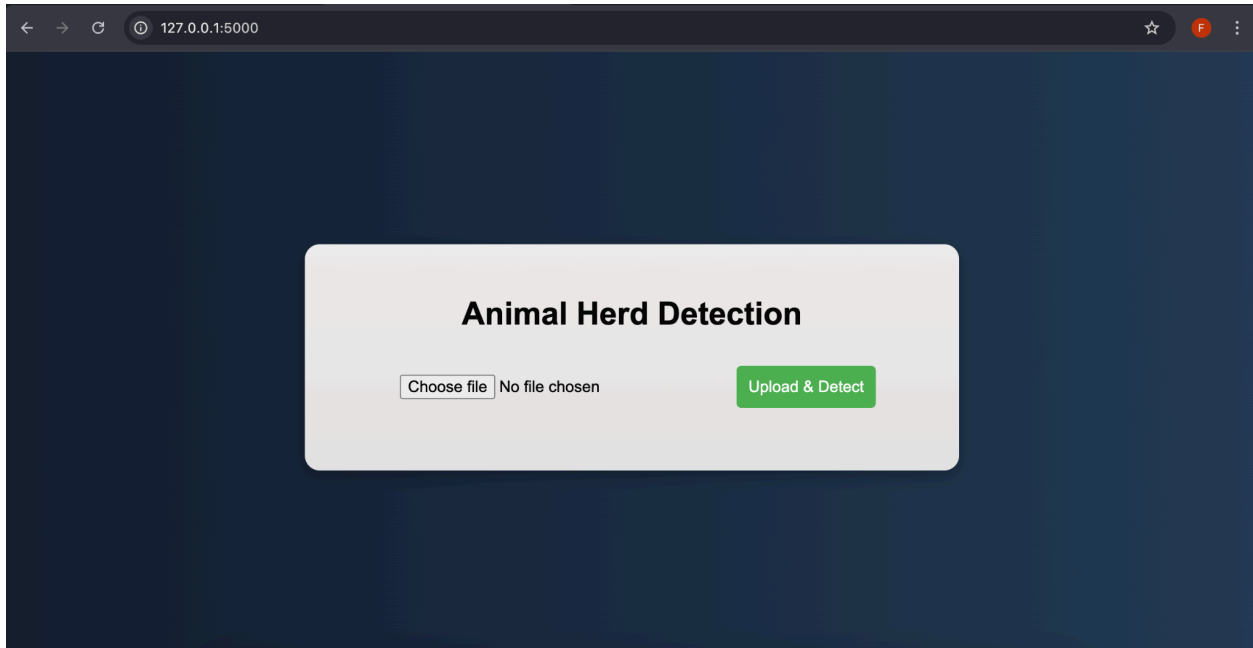 127.0.0.1:5000
F
Animal Herd Detection
Choose file No file chosen
Upload & Detect